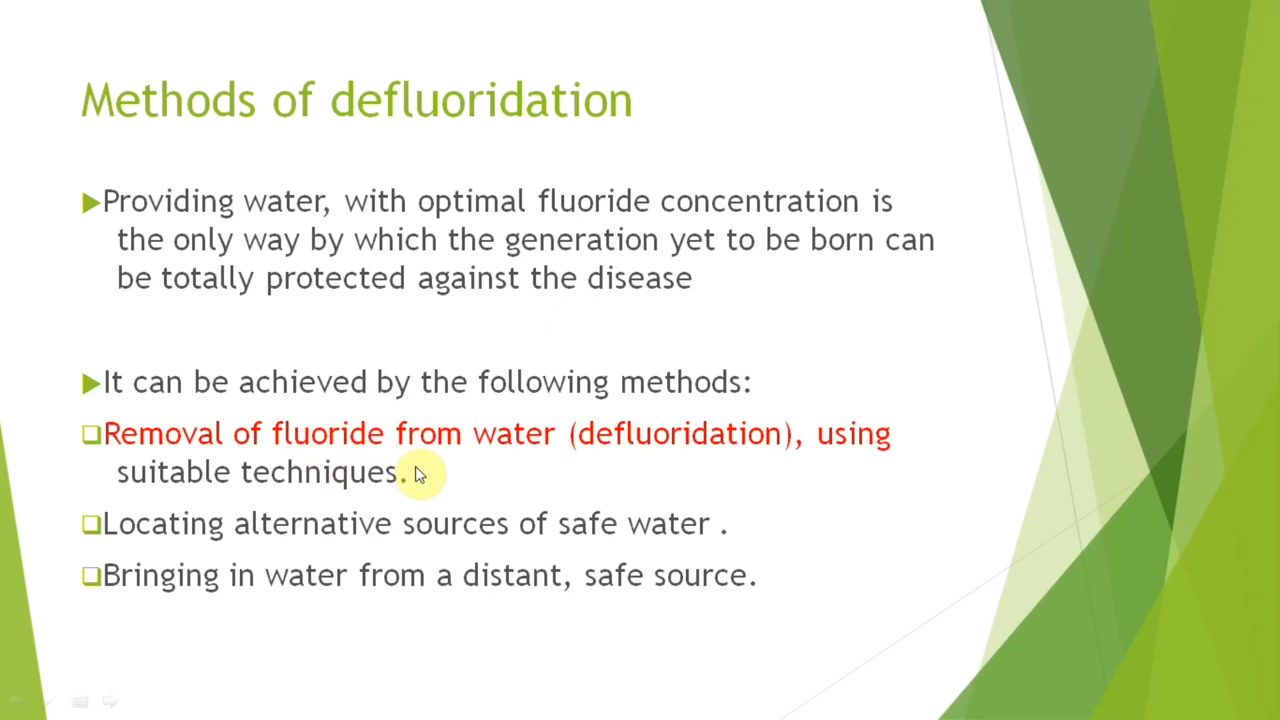 Methods of defluoridation
Providing water, with optimal fluoride concentration is
the only way by which the generation yet to be born can
be totally protected against the disease
It can be achieved by the following methods:
Removal of fluoride from water (defluoridation), using
suitable techniques.
Locating alternative sources of safe water .
Bringing in water from a distant, safe source.